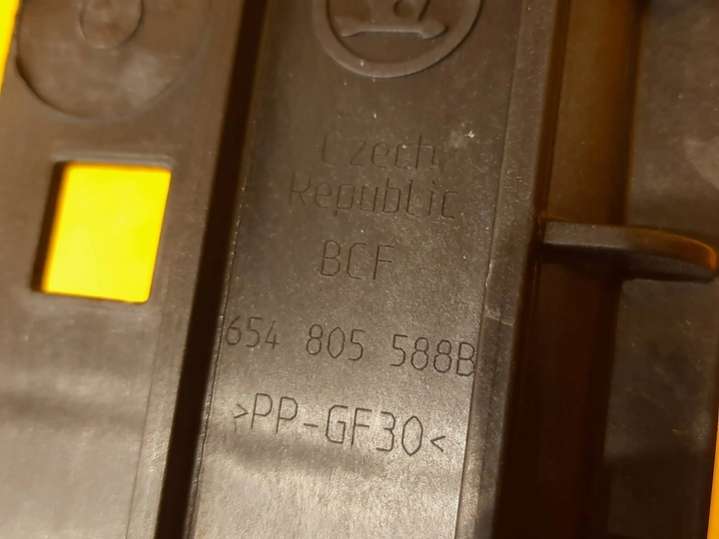 Czech
Republic
BCF
654 805 588B
>PP-GF30<